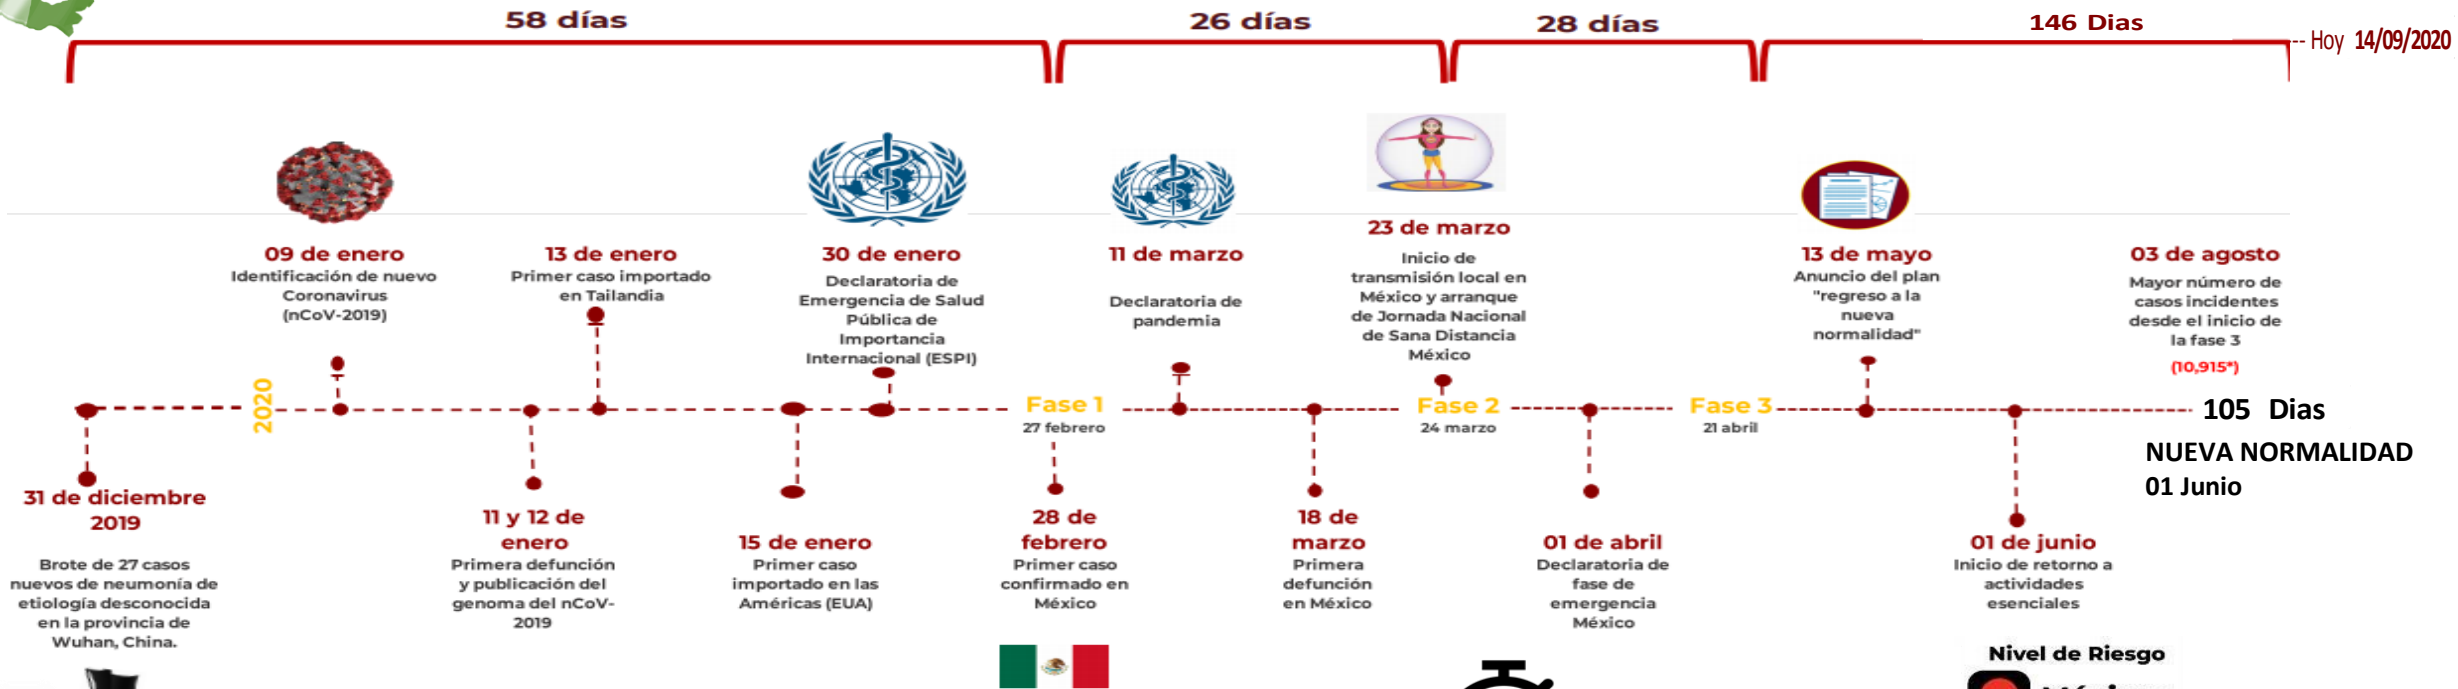 58 días
26 días
28 días
146 Dias
-- Hoy 14/09/2020
09 de enero
Identificación de nuevo
Coronavirus
(nCoV-2019)
13 de enero
Primer caso importado
en Tailandia
30 de enero
Declaratoria de
Emergencia de Salud
Pública de
Importancia
Internacional (ESPI)
11 de marzo
Declaratoria de
pandemia
23 de marzo
Inicio de
transmisión local en
México y arranque
de Jornada Nacional
de Sana Distancia
México
13 de mayo
Anuncio del plan
"regreso a la
nueva
normalidad"
03 de agosto
Mayor número de
casos incidentes
desde el inicio de
la fase 3
(10,915*)
2020
Fase 1
27 febrero
Fase 2
24 marzo
Fase 3
21 abril
105 Dias
NUEVA NORMALIDAD
01 Junio
31 de diciembre
2019
Brote de 27 casos
nuevos de neumonía de
etiología desconocida
en la provincia de
Wuhan, China.
11 y 12 de
enero
Primera defunción
y publicación del
genoma del nCoV-
2019
15 de enero
Primer caso
importado en las
Américas (EUA)
28 de
febrero
Primer caso
confirmado en
México
18 de
marzo
Primera
defunción
en México
01 de abril
Declaratoria de
fase de
emergencia
México
01 de junio
Inicio de retorno a
actividades
esenciales
Nivel de Riesgo